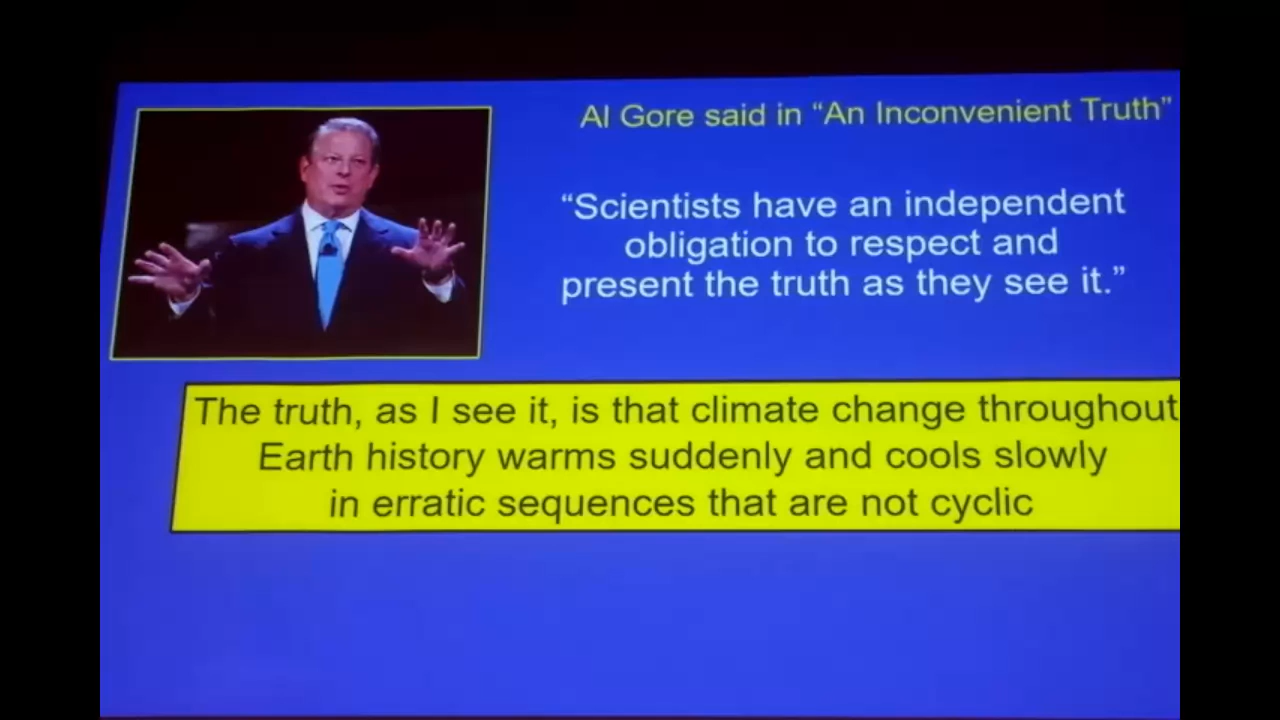 Al Gore said in “An Inconvenient Truth”
“Scientists have an independent
obligation to respect and
present the truth as they see it.”
The truth, as I see it, is that climate change throughout
Earth history warms suddenly and cools slowly
in erratic sequences that are not cyclic